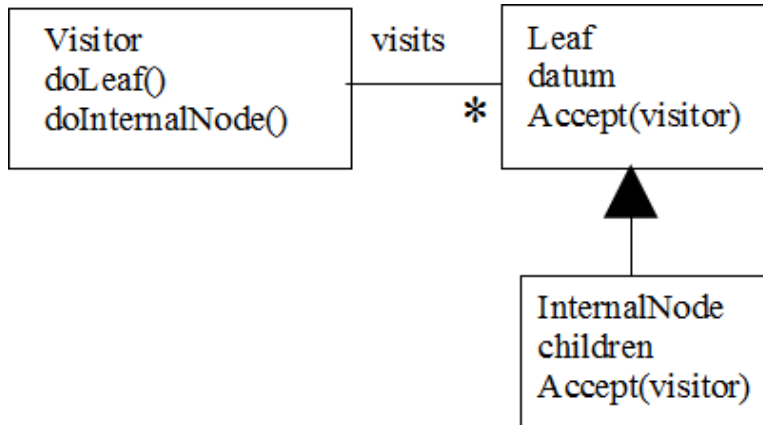 Visitor
doLeaf()
doInternalNode()
visits
*
Leaf
datum
Accept(visitor)
InternalNode
children
Accept(visitor)